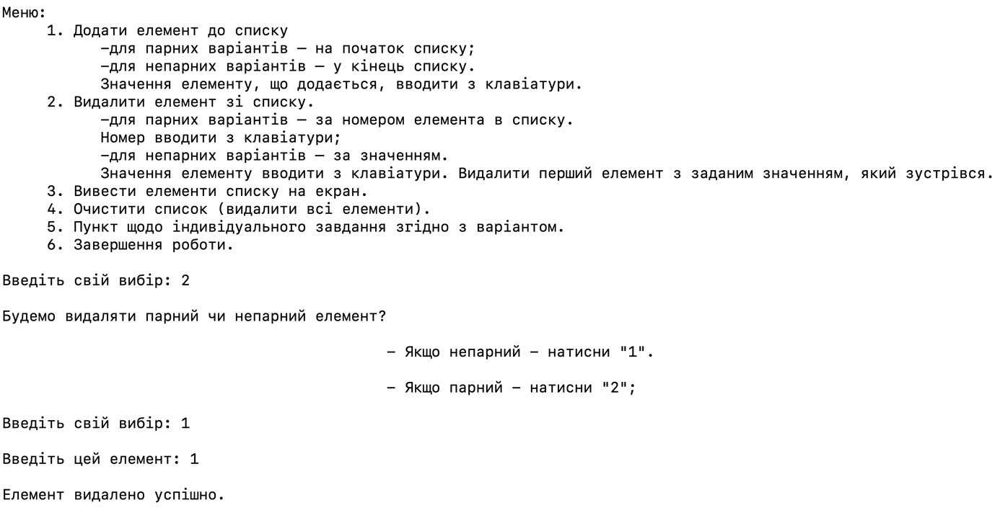 Меню:
1. Додати елемент до списку
–для парних варіантів – на початок списку;
–для непарних варіантів – у кінець списку.
Значення елементу, що додається, вводити з клавіатури.
2. Видалити елемент зі списку.
–для парних варіантів – за номером елемента в списку.
Номер вводити з клавіатури;
–для непарних варіантів – за значенням.
Значення елементу вводити з клавіатури. Видалити перший елемент з заданим значенням, який зустрівся.
3. Вивести елементи списку на екран.
4. Очистити список (видалити всі елементи).
5. Пункт щодо індивідуального завдання згідно з варіантом.
6. Завершення роботи.
Введіть свій вибір: 2
Будемо видаляти парний чи непарний елемент?
– Якщо непарний – натисни "1".
– Якщо парний – натисни "2";
Введіть свій вибір: 1
Введіть цей елемент: 1
Елемент видалено успішно.